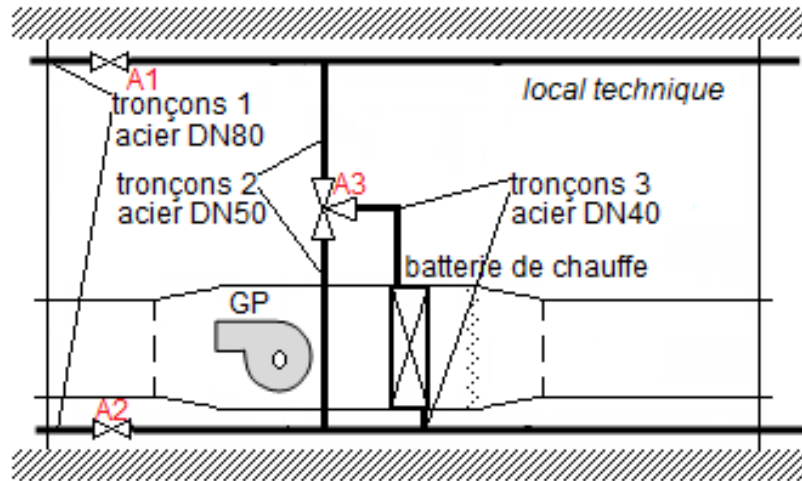 A1
local technique
tronçons 1
acier DN80
tronçons 2
acier DN50
A3
tronçons 3
acier DN40
batterie de chauffe
GP
A2